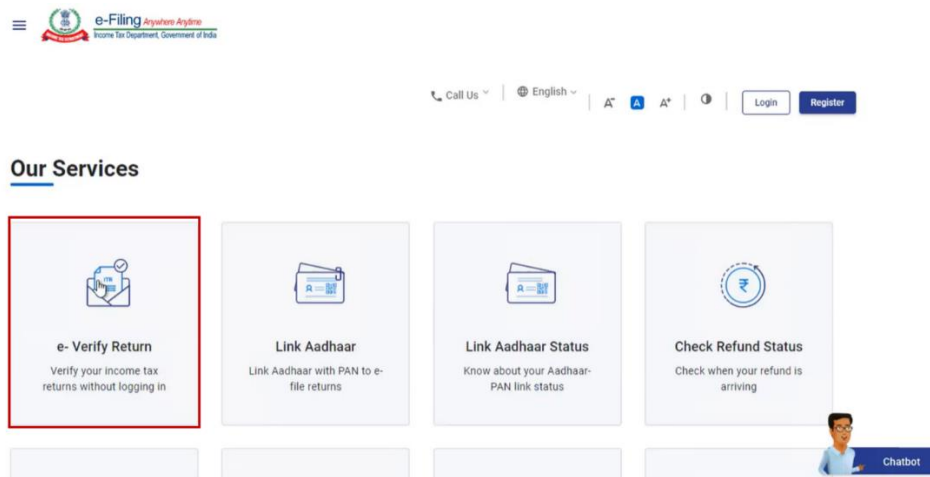 e-Filing Anywhere Anytime
Income Tax Department, Government of India
Call Us
English
A-
A
A+
Login
Register
Our Services
ITR
e- Verify Return
Verify your income tax
returns without logging in
Link Aadhaar
Link Aadhaar with PAN to e-
file returns
Link Aadhaar Status
Know about your Aadhaar-
PAN link status
₹
Check Refund Status
Check when your refund is
arriving
Chatbot